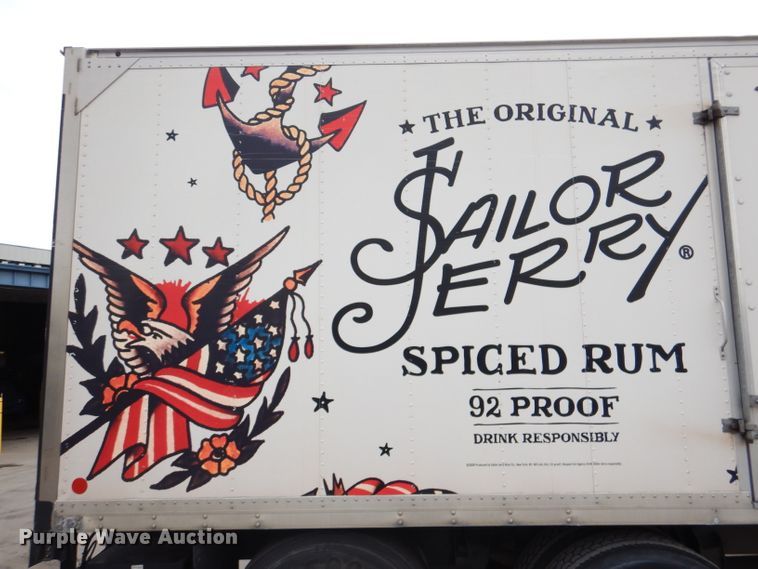 THE ORIGINAL
SAILOR
JERRY®
SPICED RUM
92 PROOF
DRINK RESPONSIBLY
Purple Wave Auction